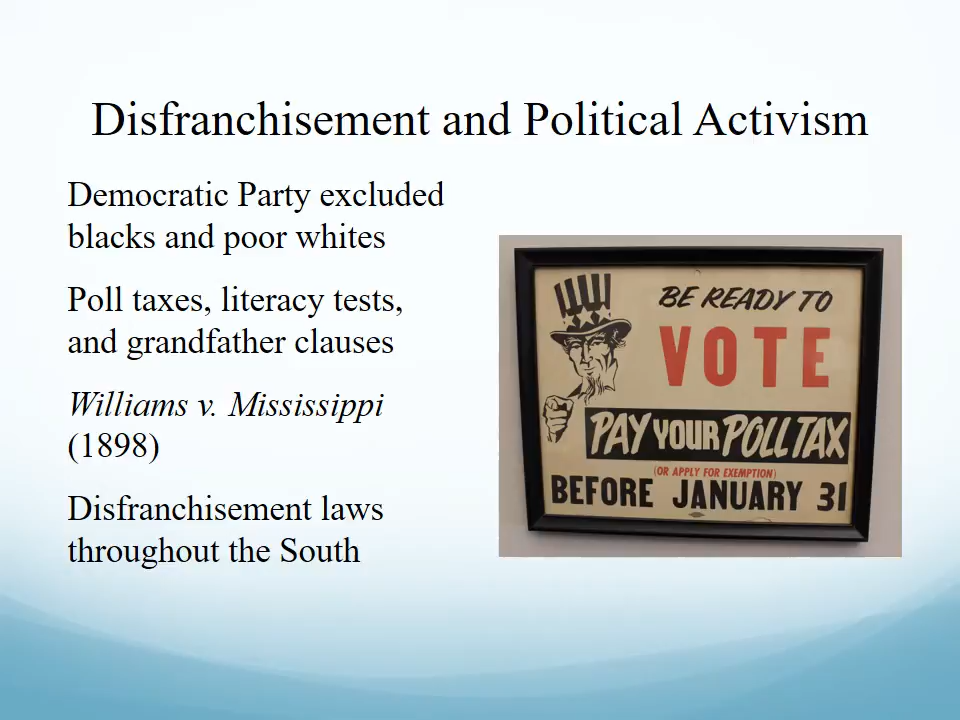 Disfranchisement and Political Activism
Democratic Party excluded
blacks and poor whites
Poll taxes, literacy tests,
and grandfather clauses
Williams v. Mississippi
(1898)
Disfranchisement laws
throughout the South
BE READY TO
VOTE
PAY YOUR POLL TAX
(OR APPLY FOR EXEMPTION)
BEFORE JANUARY 31